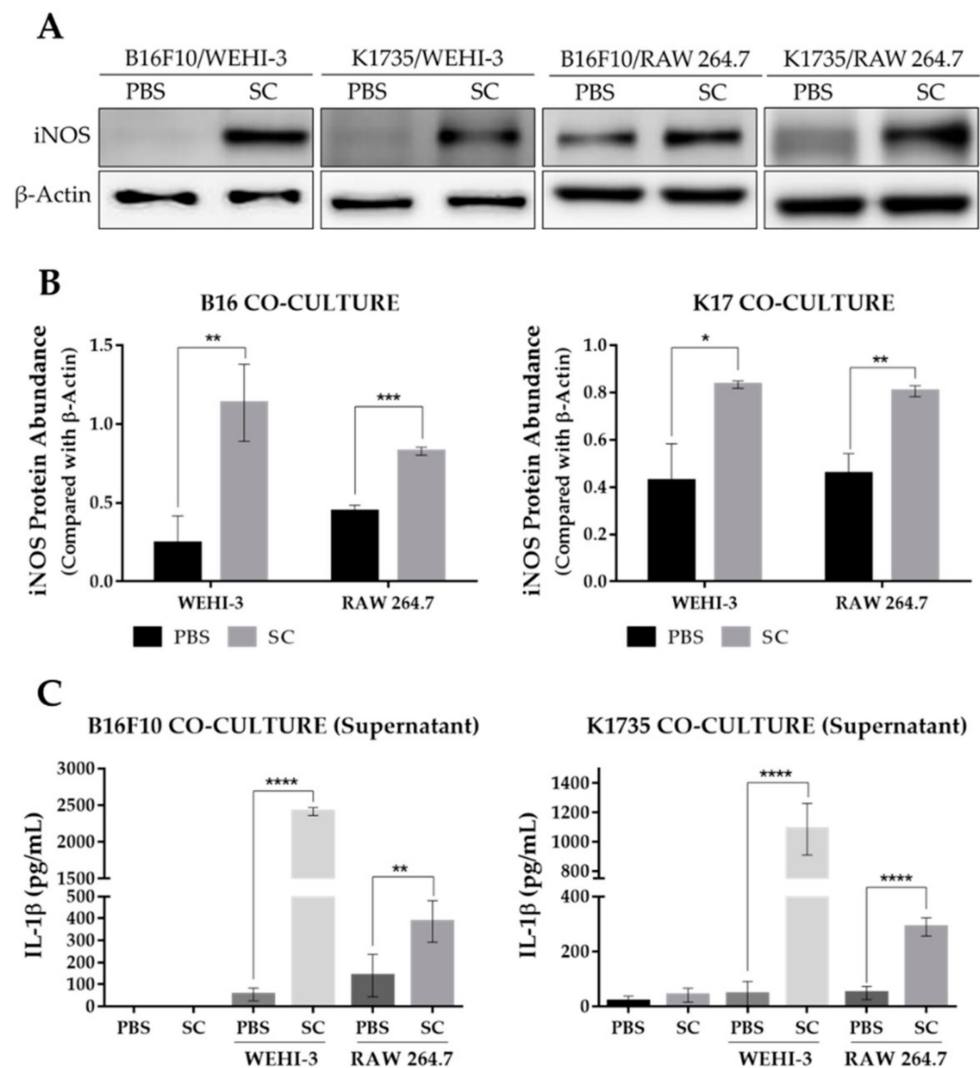 A
B16F10/WEHI-3 K1735/WEHI-3 B16F10/RAW 264.7 K1735/RAW 264.7
PBS SC PBS SC PBS SC PBS SC
iNOS
β-Actin
B
B16 CO-CULTURE
iNOS Protein Abundance
(Compared with β-Actin)
1.5
1.0
0.5
0.0
**
***
WEHI-3 RAW 264.7
PBS SC
K17 CO-CULTURE
iNOS Protein Abundance
(Compared with β-Actin)
1.0
0.8
0.6
0.4
0.2
0.0
*
**
WEHI-3 RAW 264.7
PBS SC
C
B16F10 CO-CULTURE (Supernatant)
IL-1β (pg/mL)
3000
2500
2000
1500
500
400
300
200
100
0
****
**
PBS SC PBS SC PBS SC
WEHI-3 RAW 264.7
K1735 CO-CULTURE (Supernatant)
IL-1β (pg/mL)
1400
1200
1000
800
400
200
0
****
****
PBS SC PBS SC PBS SC
WEHI-3 RAW 264.7